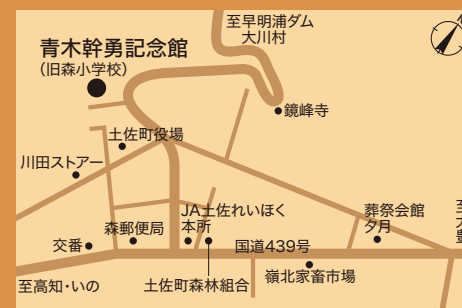 至早明浦ダム
大川村
青木幹勇記念館
(旧森小学校)
鏡峰寺
土佐町役場
川田ストアー
JA土佐れいほく
本所
葬祭会館
夕月
森郵便局
交番
国道439号
嶺北家畜市場
至高知・いの
土佐町森林組合